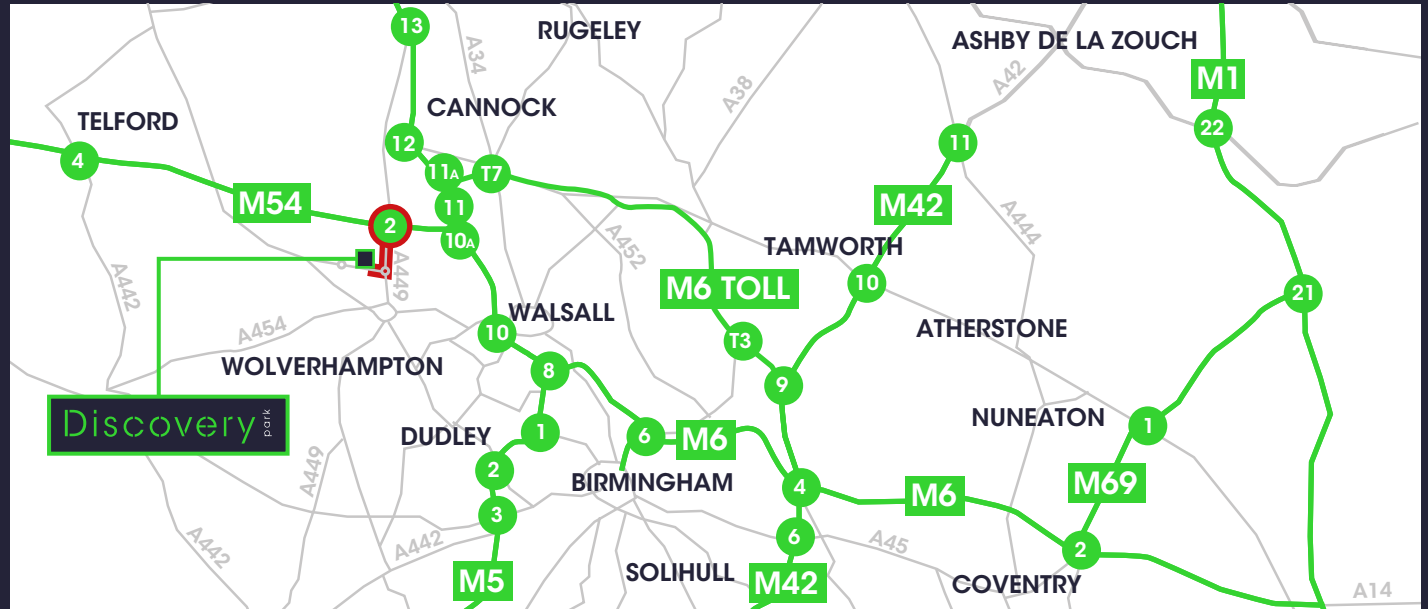 13
RUGELEY
ASHBY DE LA ZOUCH
A34
A42
M1
A38
CANNOCK
TELFORD
22
12
11
4
11A
T7
M54
M42
11
A444
2
10A
A452
TAMWORTH
A449
A442
M6 TOLL
10
21
WALSALL
A454
10
ATHERSTONE
T3
WOLVERHAMPTON
8
9
Discovery park
NUNEATON
1
DUDLEY
1
6
M6
A449
2
BIRMINGHAM
M69
4
M6
3
6
A442
A442
A45
2
SOLIHULL
M5
M42
COVENTRY
A14